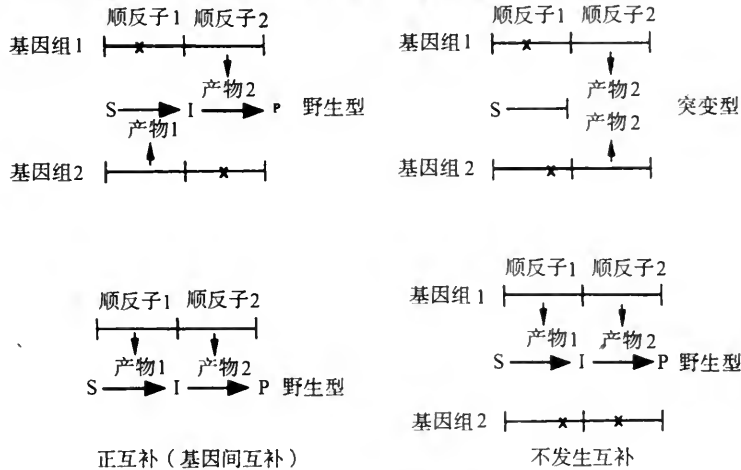 顺反子1 顺反子2
基因组1
产物2
S I P 野生型
产物1
基因组2
顺反子1 顺反子2
基因组1
产物2
S 突变型
产物2
基因组2
顺反子1 顺反子2
产物1 产物2
S I P 野生型
正互补（基因间互补）
顺反子1 顺反子2
基因组1
产物1 产物2
S I P 野生型
基因组2
不发生互补